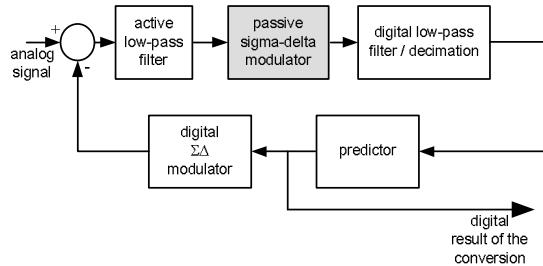 +
analog
signal
-
active
low-pass
filter
passive
sigma-delta
modulator
digital low-pass
filter / decimation
digital
ΣΔ
modulator
predictor
digital
result of the
conversion